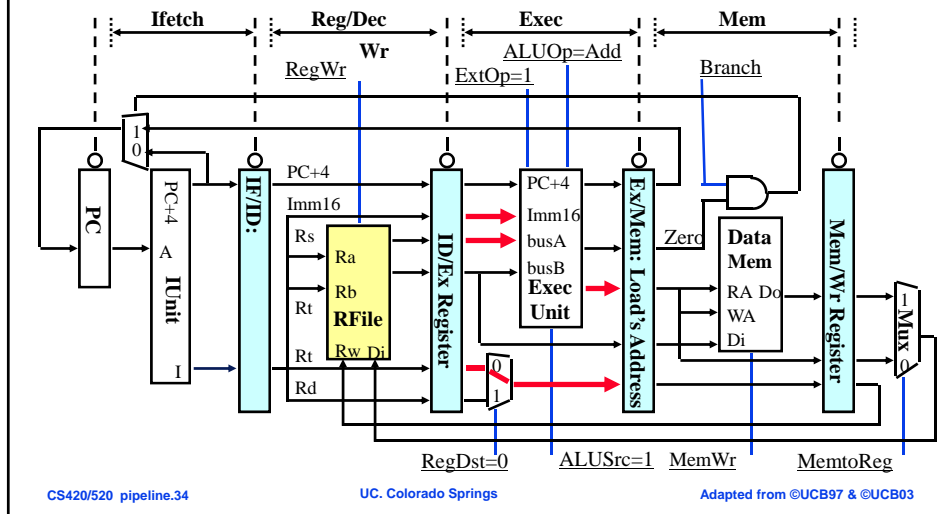 Ifetch Reg/Dec Exec Mem
Wr
RegWr
ALUOp=Add
ExtOp=1
Branch
1
0
PC
PC+4
A
IUnit
I
IF/ID:
PC+4
Imm16
Rs
Rt
Rt
Rd
Ra
Rb
RFile
Rw Di
ID/Ex Register
PC+4
Imm16
busA
busB
Exec
Unit
0
1
Ex/Mem: Load's Address
Zero
Data
Mem
RA Do
WA
Di
Mem/Wr Register
1
Mux
0
RegDst=0 ALUSrc=1 MemWr MemtoReg
CS420/520 pipeline.34 UC. Colorado Springs Adapted from ©UCB97 & ©UCB03